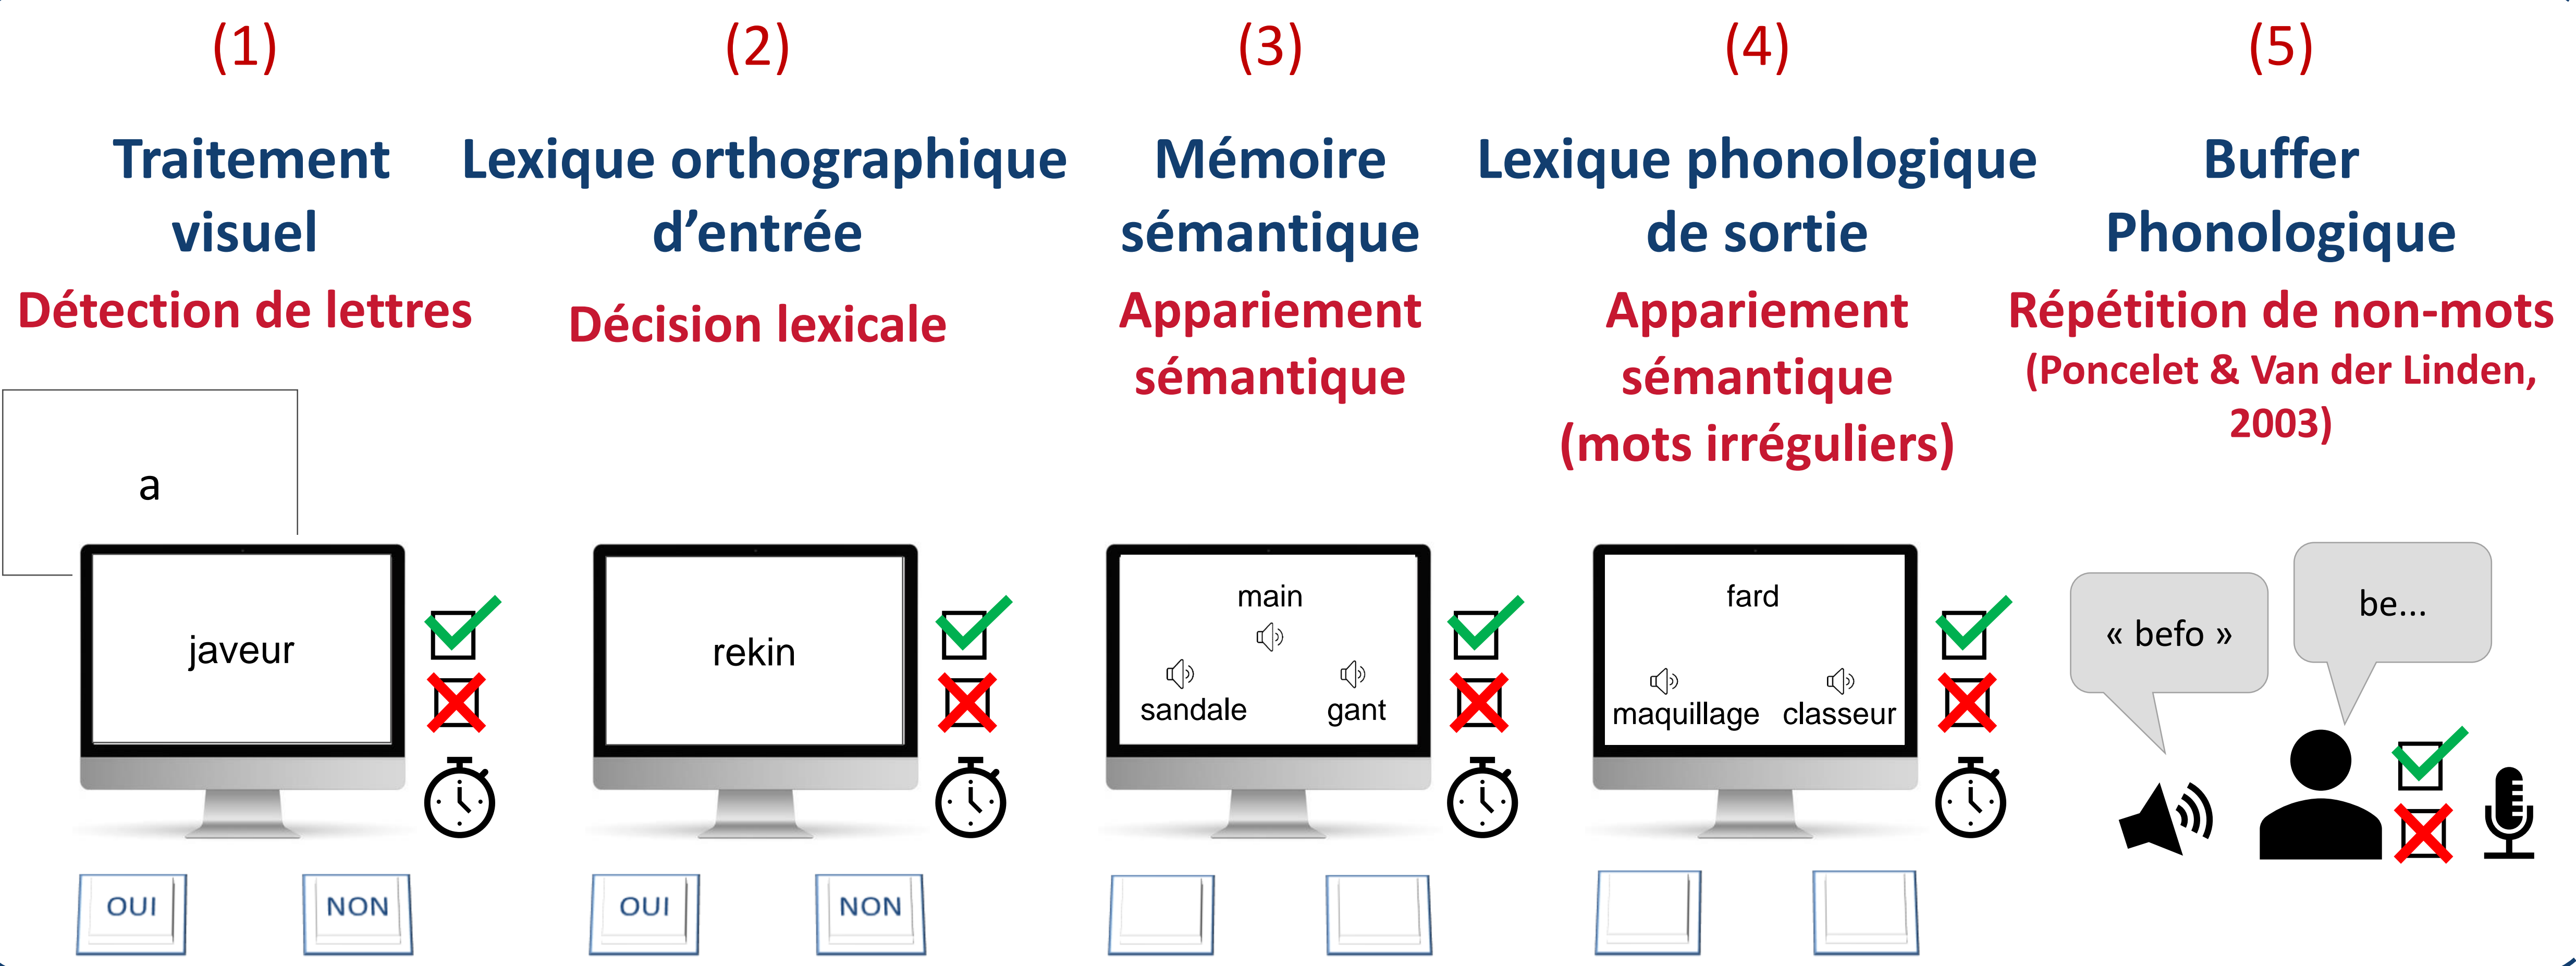 (1)
Traitement
visuel
Détection de lettres
a
javeur
OUI
NON
(2)
Lexique orthographique
d’entrée
Décision lexicale
rekin
OUI
NON
(3)
Mémoire
sémantique
Appariement
sémantique
main
sandale
gant
(4)
Lexique phonologique
de sortie
Appariement
sémantique
(mots irréguliers)
fard
maquillage
classeur
(5)
Buffer
Phonologique
Répétition de non-mots
(Poncelet & Van der Linden,
2003)
« befo »
be...